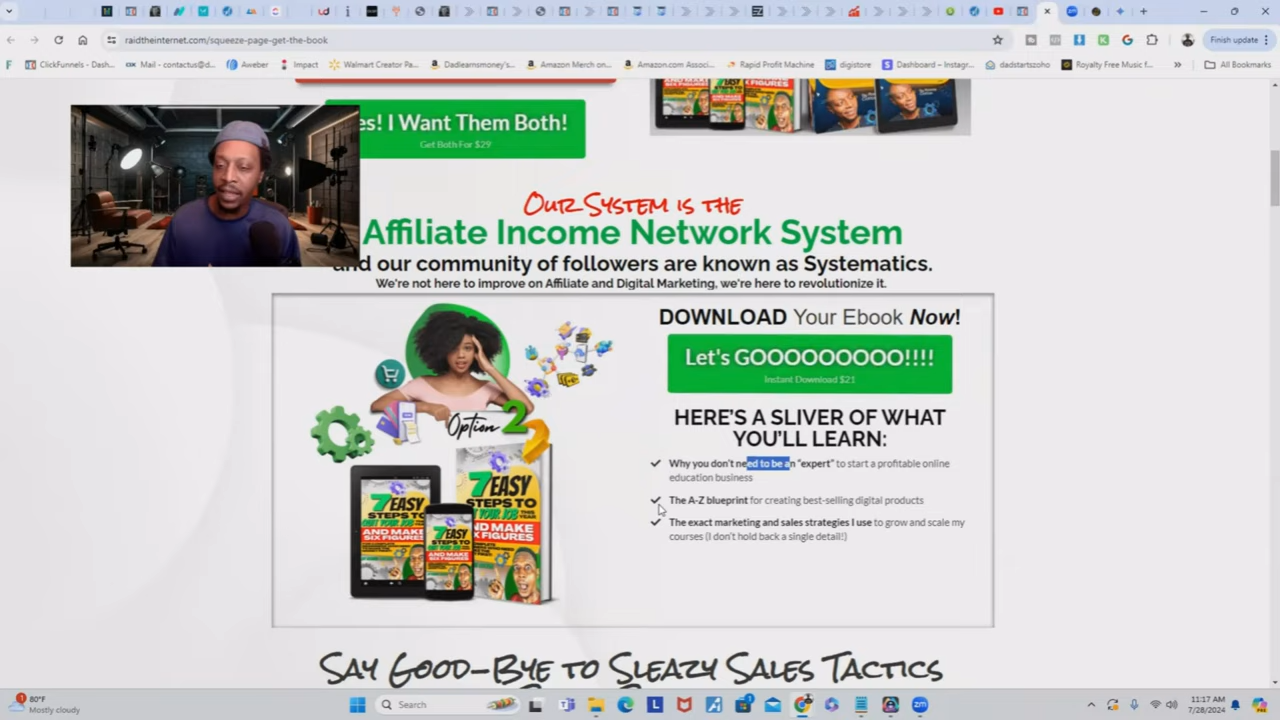 raidtheinternet.com/squeeze-page-get-the-book
Finish update
ClickFunnels - Das...
Mail - contactus@d...
Aweber
Impact
Walmart Creator Pa...
Dadlearnsmoney's...
Amazon Merch on...
Amazon.com Associ...
Rapid Profit Machine
digistore
Dashboard – Instagr...
dadstartszoho
Royalty Free Music f...
All Bookmarks
es! I Want Them Both!
Get Both For $29
Our System is the
Affiliate Income Network System
and our community of followers are known as Systematics.
We're not here to improve on Affiliate and Digital Marketing, we're here to revolutionize it.
DOWNLOAD Your Ebook Now!
Let's GOOOOOOOOO!!!!
Instant Download $21
Option 2
HERE'S A SLIVER OF WHAT
YOU'LL LEARN:
Why you don't need to be an "expert" to start a profitable online
education business
The A-Z blueprint for creating best-selling digital products
The exact marketing and sales strategies I use to grow and scale my
courses (I don't hold back a single detail!)
7 EASY
STEPS TO
AND MAKE
SIX FIGURES
Say Good-Bye to Sleazy Sales Tactics
80°F
Mostly cloudy
Search
11:17 AM
7/28/2024